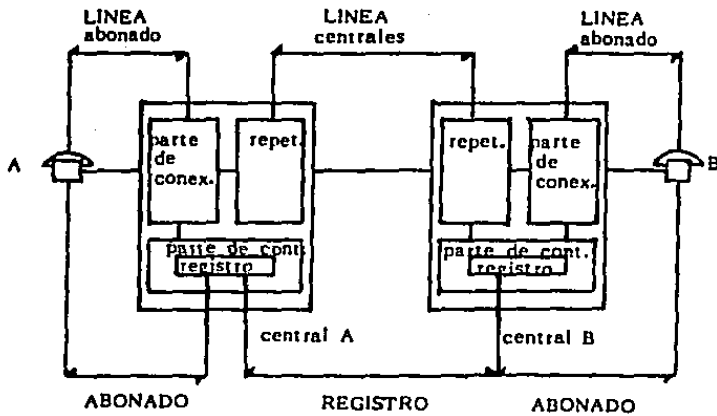 LINEA
abonado
LINEA
centrales
LINEA
abonado
A
parte
de
conex.
repet.
repet.
parte
de
conex.
B
parte de cont.
registro
parte de cont.
registro
central A
central B
ABONADO
REGISTRO
ABONADO